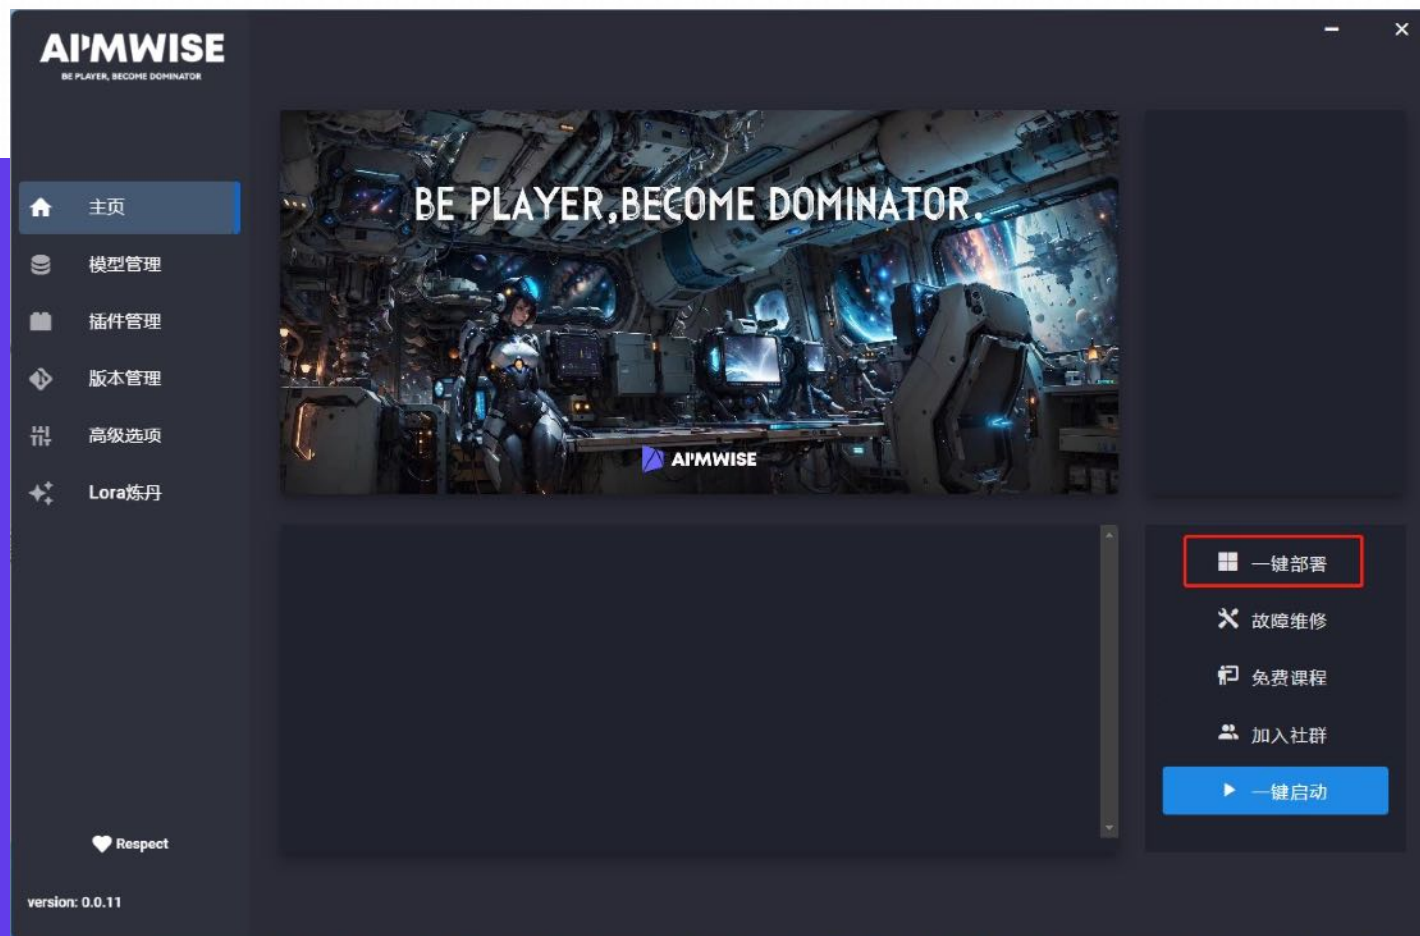 AI'MWISE
BE PLAYER, BECOME DOMINATOR
主页
模型管理
插件管理
版本管理
高级选项
Lora炼丹
Respect
version: 0.0.11
BE PLAYER,BECOME DOMINATOR.
AI'MWISE
一键部署
故障维修
免费课程
加入社群
一键启动